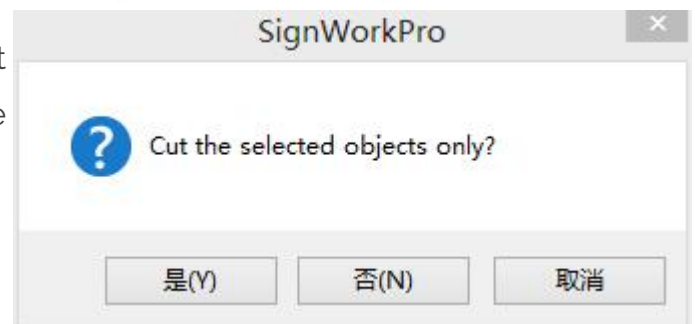 SignWorkPro
t
e
Cut the selected objects only?
是(Y) 否(N) 取消